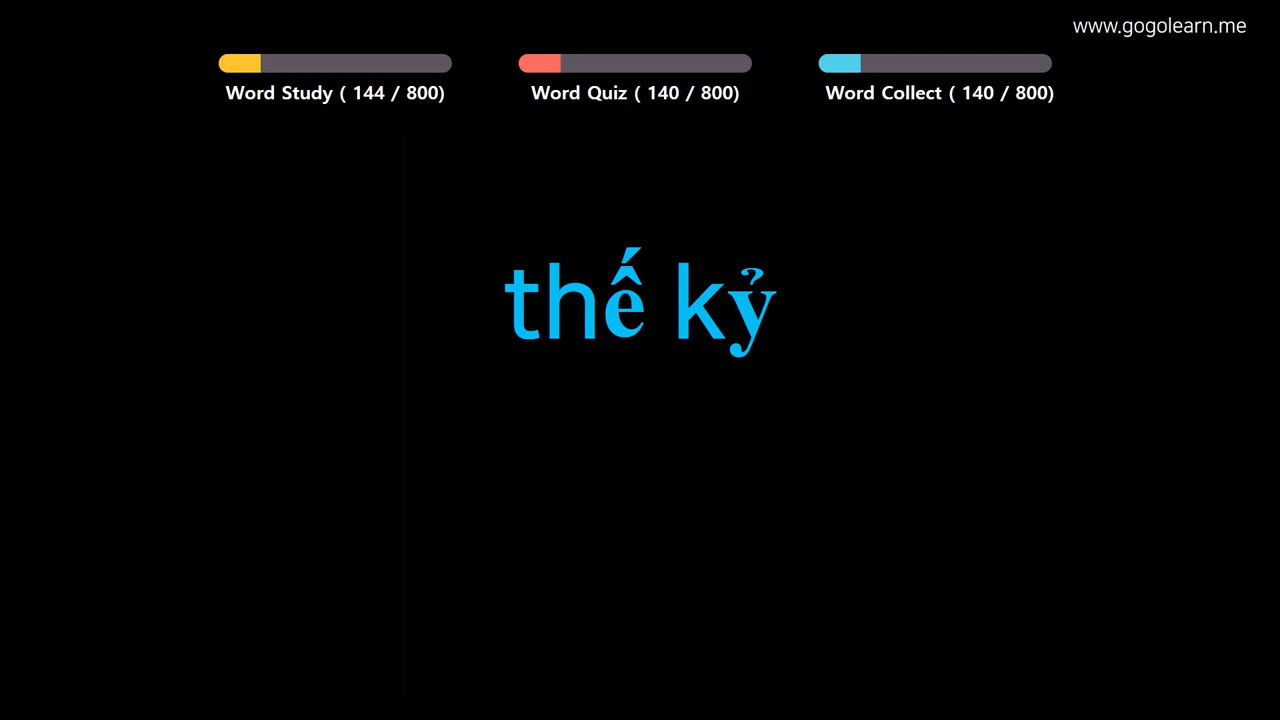 www.gogolearn.me
Word Study ( 144 / 800)
Word Quiz ( 140 / 800)
Word Collect ( 140 / 800)
thế kỷ